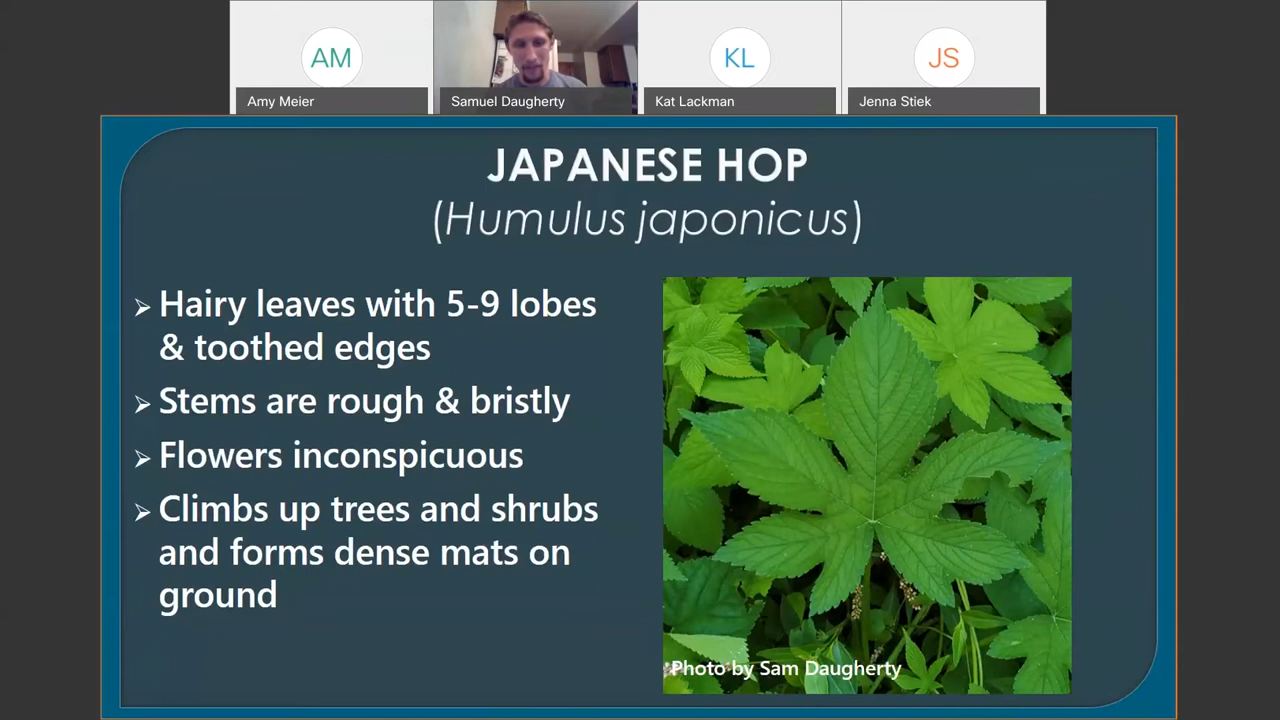 AM
KL
JS
Amy Meier
Samuel Daugherty
Kat Lackman
Jenna Stiek
JAPANESE HOP
(Humulus japonicus)
➢ Hairy leaves with 5-9 lobes
& toothed edges
➢ Stems are rough & bristly
➢ Flowers inconspicuous
➢ Climbs up trees and shrubs
and forms dense mats on
ground
Photo by Sam Daugherty